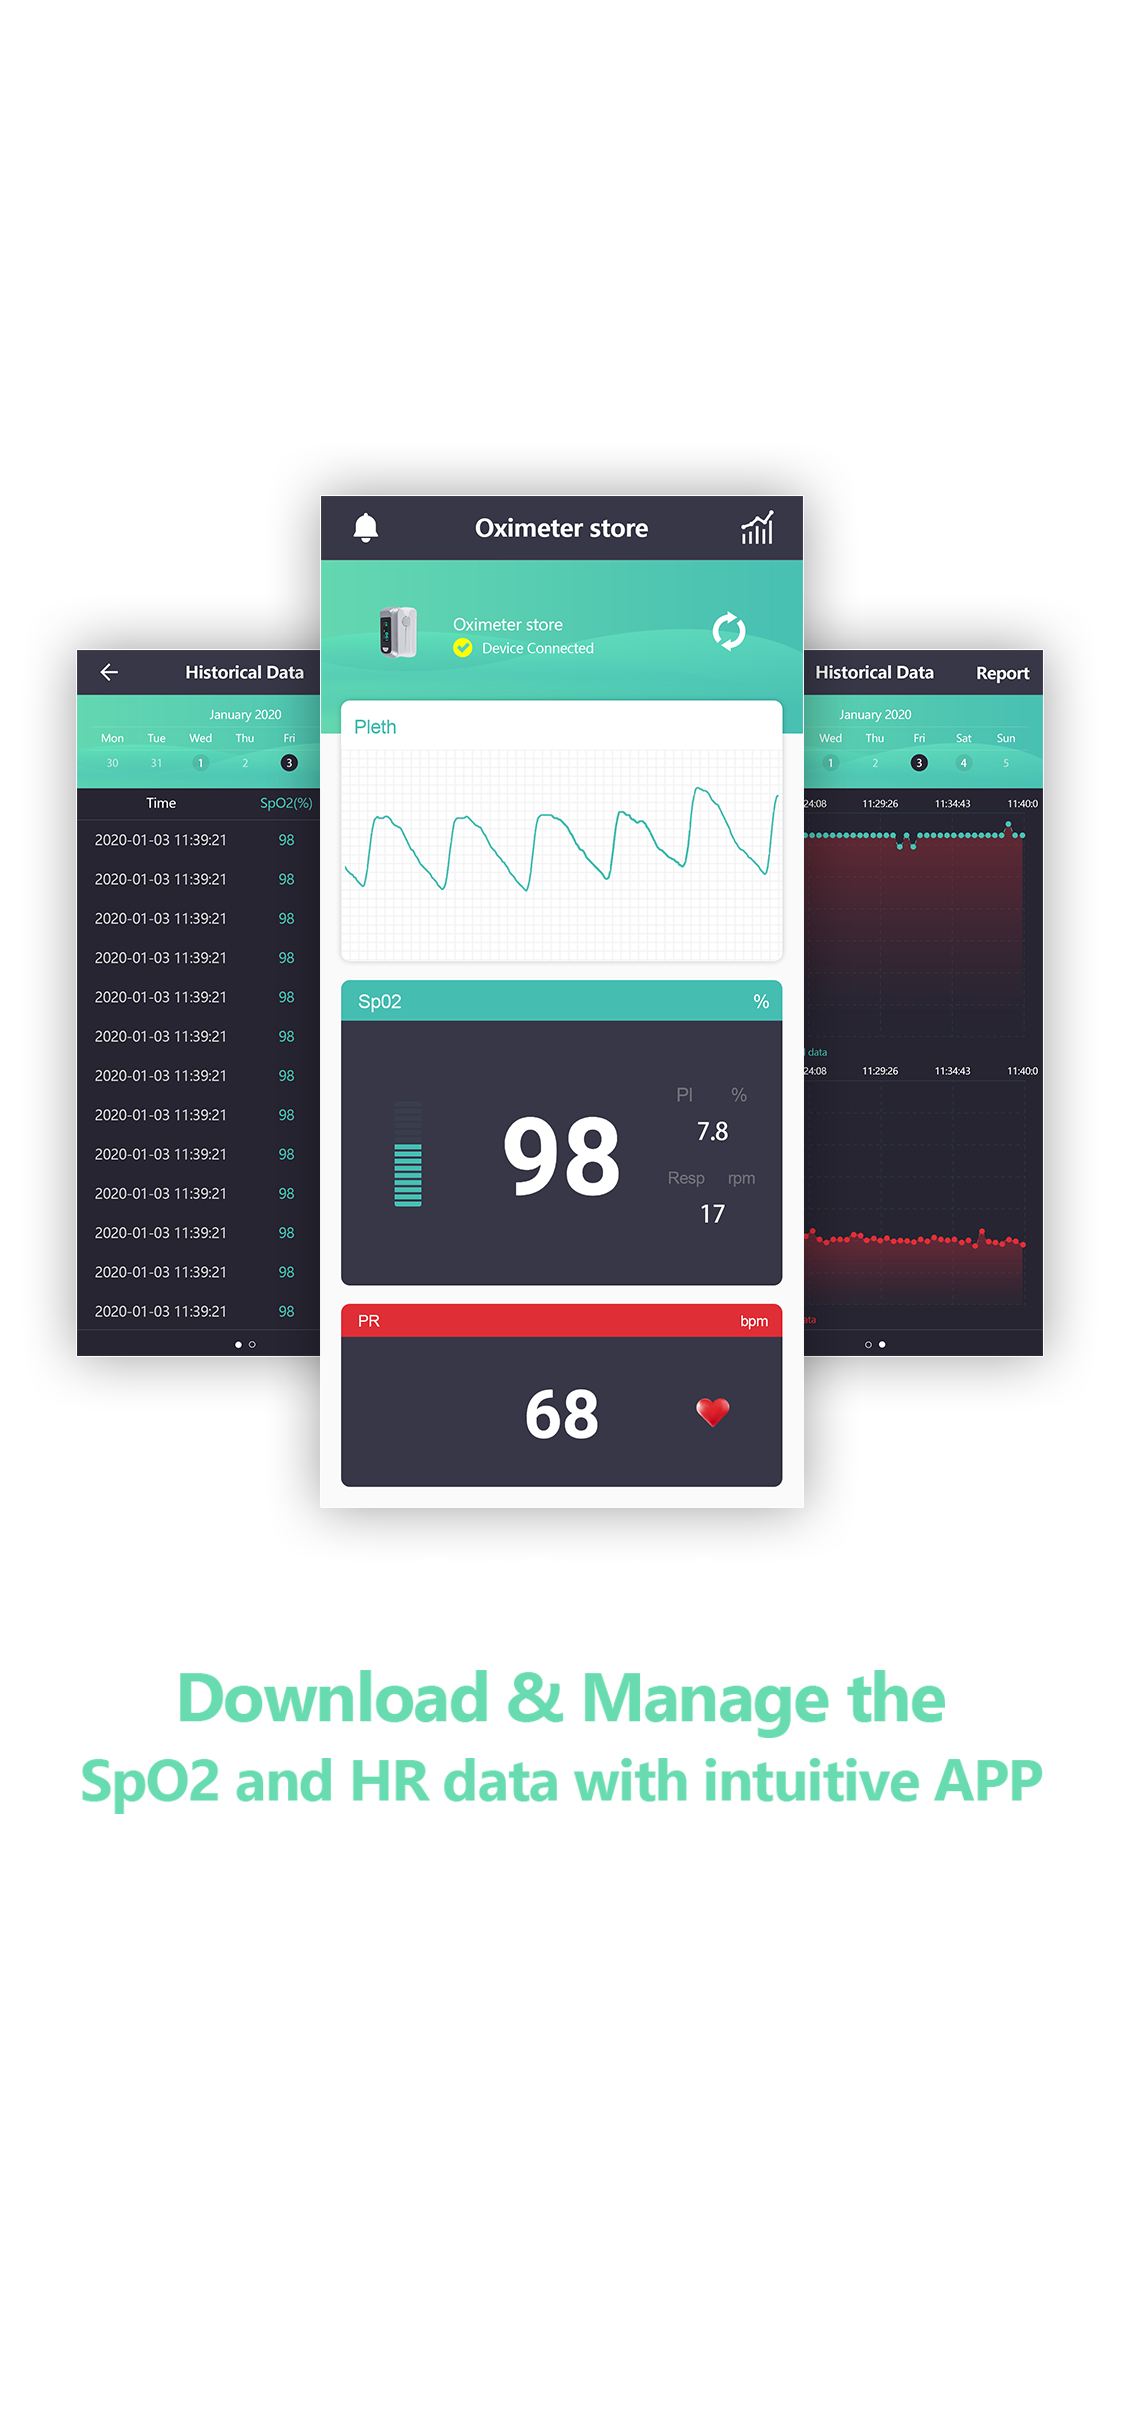 Oximeter store
Oximeter store
Device Connected
Pleth
Sp02 %
PI %
7.8
98
Resp rpm
17
PR bpm
68
Historical Data
January 2020
Mon Tue Wed Thu Fri
30 31 1 2 3
Time SpO2(%)
2020-01-03 11:39:21 98
2020-01-03 11:39:21 98
2020-01-03 11:39:21 98
2020-01-03 11:39:21 98
2020-01-03 11:39:21 98
2020-01-03 11:39:21 98
2020-01-03 11:39:21 98
2020-01-03 11:39:21 98
2020-01-03 11:39:21 98
2020-01-03 11:39:21 98
2020-01-03 11:39:21 98
2020-01-03 11:39:21 98
2020-01-03 11:39:21 98
Historical Data Report
January 2020
Wed Thu Fri Sat Sun
1 2 3 4 5
24:08 11:29:26 11:34:43 11:40:0
data
24:08 11:29:26 11:34:43 11:40:0
ata
Download & Manage the
SpO2 and HR data with intuitive APP